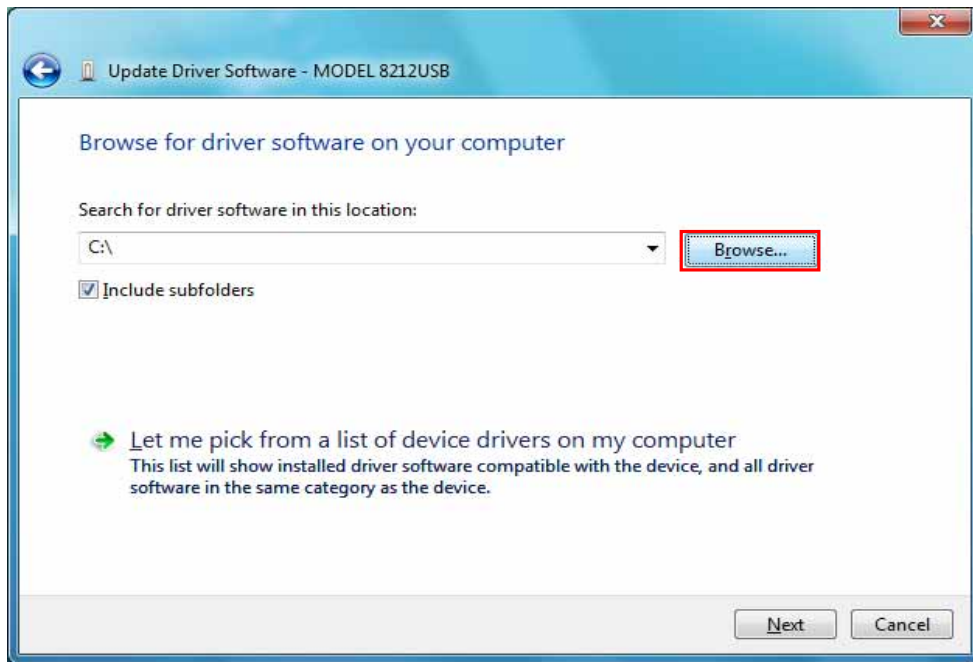 Update Driver Software - MODEL 8212USB
Browse for driver software on your computer
Search for driver software in this location:
C:\
Browse...
Include subfolders
Let me pick from a list of device drivers on my computer
This list will show installed driver software compatible with the device, and all driver
software in the same category as the device.
Next
Cancel